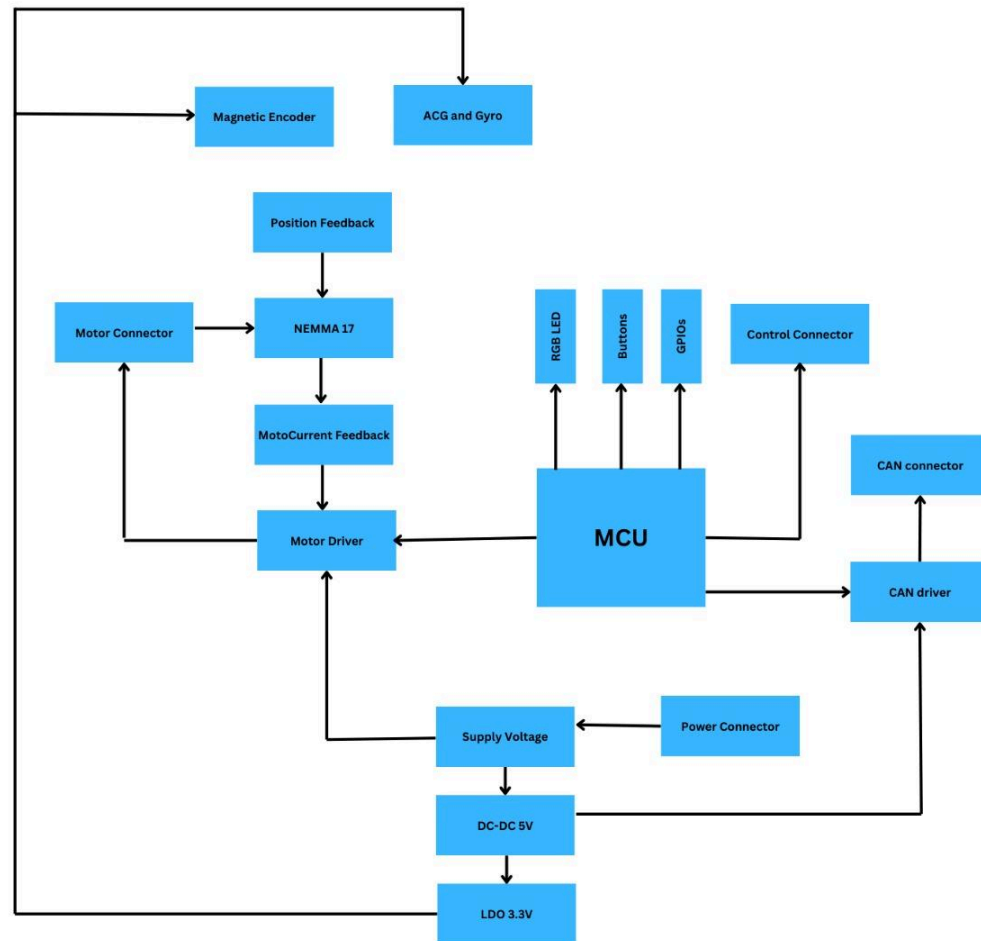 Magnetic Encoder
ACG and Gyro
Position Feedback
Motor Connector
NEMMA 17
RGB LED
Buttons
GPIOs
Control Connector
MotoCurrent Feedback
CAN connector
Motor Driver
MCU
CAN driver
Supply Voltage
Power Connector
DC-DC 5V
LDO 3.3V